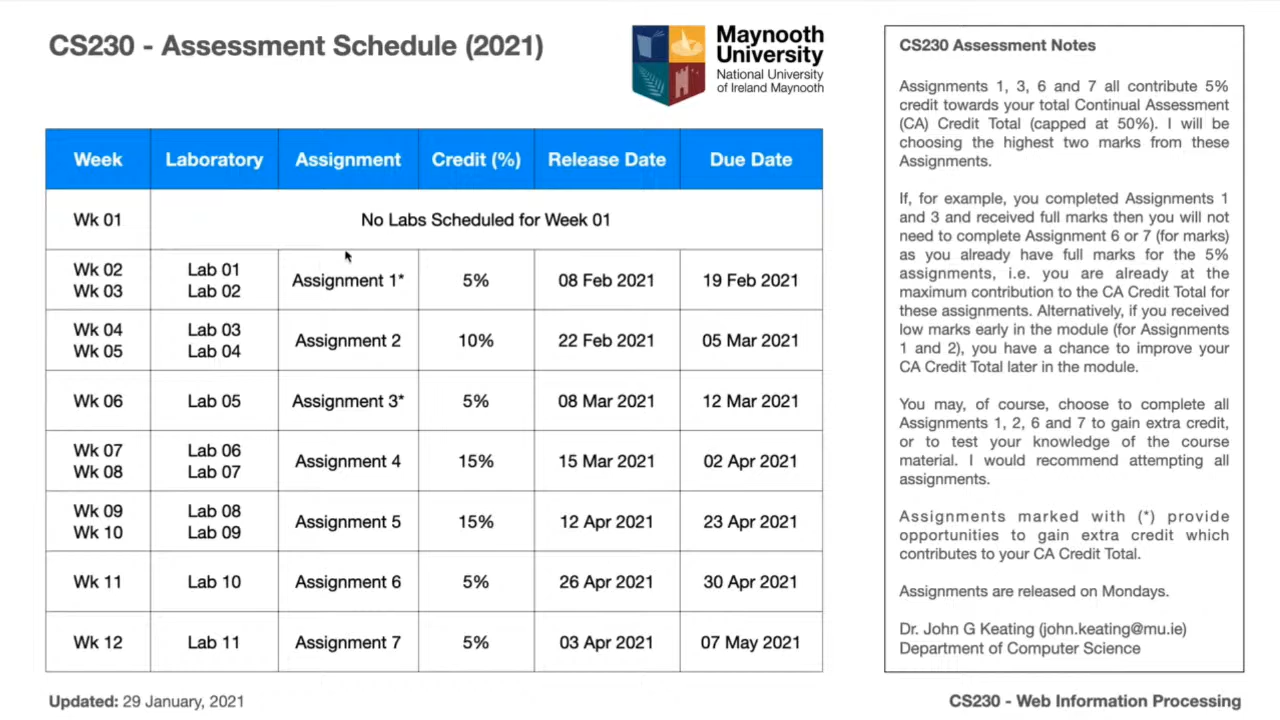 CS230 - Assessment Schedule (2021)
Maynooth
University
National University
of Ireland Maynooth
Week Laboratory Assignment Credit (%) Release Date Due Date
Wk 01 No Labs Scheduled for Week 01
Wk 02 Lab 01
Wk 03 Lab 02
Assignment 1* 5% 08 Feb 2021 19 Feb 2021
Wk 04 Lab 03
Wk 05 Lab 04
Assignment 2 10% 22 Feb 2021 05 Mar 2021
Wk 06 Lab 05 Assignment 3* 5% 08 Mar 2021 12 Mar 2021
Wk 07 Lab 06
Wk 08 Lab 07
Assignment 4 15% 15 Mar 2021 02 Apr 2021
Wk 09 Lab 08
Wk 10 Lab 09
Assignment 5 15% 12 Apr 2021 23 Apr 2021
Wk 11 Lab 10 Assignment 6 5% 26 Apr 2021 30 Apr 2021
Wk 12 Lab 11 Assignment 7 5% 03 Apr 2021 07 May 2021
Updated: 29 January, 2021
CS230 Assessment Notes
Assignments 1, 3, 6 and 7 all contribute 5%
credit towards your total Continual Assessment
(CA) Credit Total (capped at 50%). I will be
choosing the highest two marks from these
Assignments.
If, for example, you completed Assignments 1
and 3 and received full marks then you will not
need to complete Assignment 6 or 7 (for marks)
as you already have full marks for the 5%
assignments, i.e. you are already at the
maximum contribution to the CA Credit Total for
these assignments. Alternatively, if you received
low marks early in the module (for Assignments
1 and 2), you have a chance to improve your
CA Credit Total later in the module.
You may, of course, choose to complete all
Assignments 1, 2, 6 and 7 to gain extra credit,
or to test your knowledge of the course
material. I would recommend attempting all
assignments.
Assignments marked with (*) provide
opportunities to gain extra credit which
contributes to your CA Credit Total.
Assignments are released on Mondays.
Dr. John G Keating (john.keating@mu.ie)
Department of Computer Science
CS230 - Web Information Processing